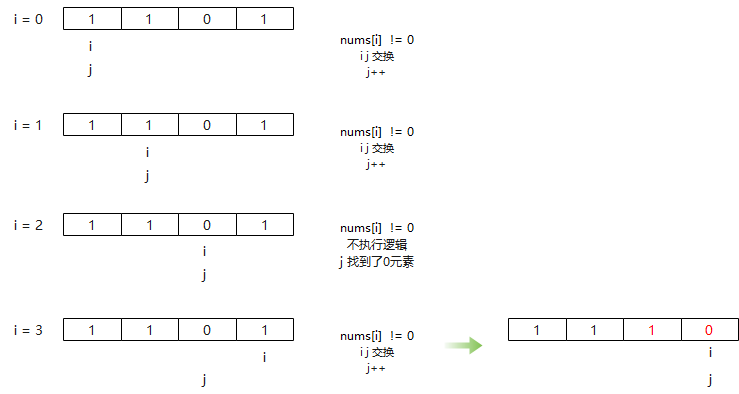 i = 0 1 1 0 1
i
j
nums[i] != 0
i j 交换
j++
i = 1 1 1 0 1
i
j
nums[i] != 0
i j 交换
j++
i = 2 1 1 0 1
i
j
nums[i] != 0
不执行逻辑
j 找到了0元素
i = 3 1 1 0 1
i
j
nums[i] != 0
i j 交换
j++
1 1 1 0
i
j